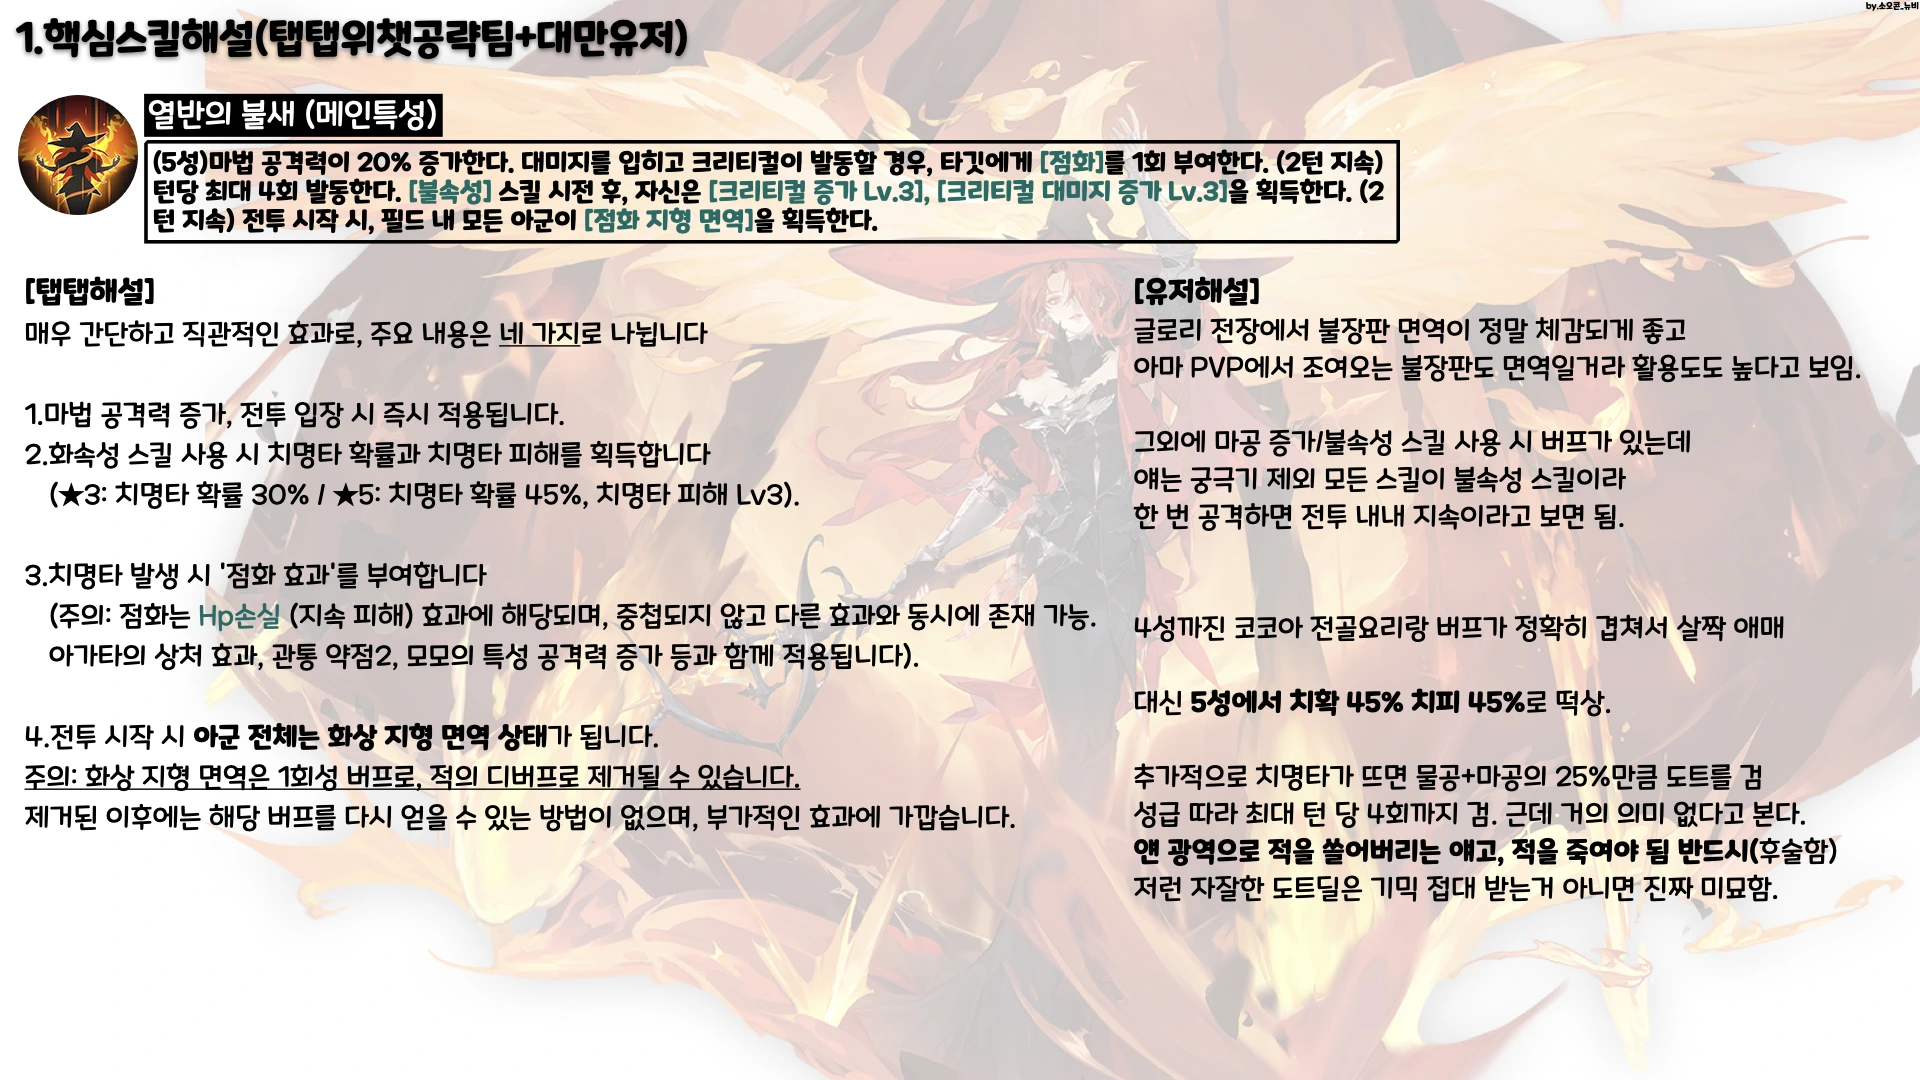 by.소오콘_뉴비
1.핵심스킬해설(탭탭위챗공략팀+대만유저)
열반의 불새 (메인특성)
(5성)마법 공격력이 20% 증가한다. 대미지를 입히고 크리티컬이 발동할 경우, 타깃에게 [점화]를 1회 부여한다. (2턴 지속)
턴당 최대 4회 발동한다. [불속성] 스킬 시전 후, 자신은 [크리티컬 증가 Lv.3], [크리티컬 대미지 증가 Lv.3]을 획득한다. (2
턴 지속) 전투 시작 시, 필드 내 모든 아군이 [점화 지형 면역]을 획득한다.
[탭탭해설]
매우 간단하고 직관적인 효과로, 주요 내용은 네 가지로 나뉩니다
1.마법 공격력 증가, 전투 입장 시 즉시 적용됩니다.
2.화속성 스킬 사용 시 치명타 확률과 치명타 피해를 획득합니다
(★3: 치명타 확률 30% / ★5: 치명타 확률 45%, 치명타 피해 Lv3).
3.치명타 발생 시 '점화 효과'를 부여합니다
(주의: 점화는 Hp손실 (지속 피해) 효과에 해당되며, 중첩되지 않고 다른 효과와 동시에 존재 가능.
아가타의 상처 효과, 관통 약점2, 모모의 특성 공격력 증가 등과 함께 적용됩니다).
4.전투 시작 시 아군 전체는 화상 지형 면역 상태가 됩니다.
주의: 화상 지형 면역은 1회성 버프로, 적의 디버프로 제거될 수 있습니다.
제거된 이후에는 해당 버프를 다시 얻을 수 있는 방법이 없으며, 부가적인 효과에 가깝습니다.
[유저해설]
글로리 전장에서 불장판 면역이 정말 체감되게 좋고
아마 PVP에서 조여오는 불장판도 면역일거라 활용도도 높다고 보임.
그외에 마공 증가/불속성 스킬 사용 시 버프가 있는데
얘는 궁극기 제외 모든 스킬이 불속성 스킬이라
한 번 공격하면 전투 내내 지속이라고 보면 됨.
4성까진 코코아 전골요리랑 버프가 정확히 겹쳐서 살짝 애매
대신 5성에서 치확 45% 치피 45%로 떡상.
추가적으로 치명타가 뜨면 물공+마공의 25%만큼 도트를 검
성급 따라 최대 턴 당 4회까지 검. 근데 거의 의미 없다고 본다.
얜 광역으로 적을 쓸어버리는 얘고, 적을 죽여야 됨 반드시(후술함)
저런 자잘한 도트딜은 기믹 접대 받는거 아니면 진짜 미묘함.